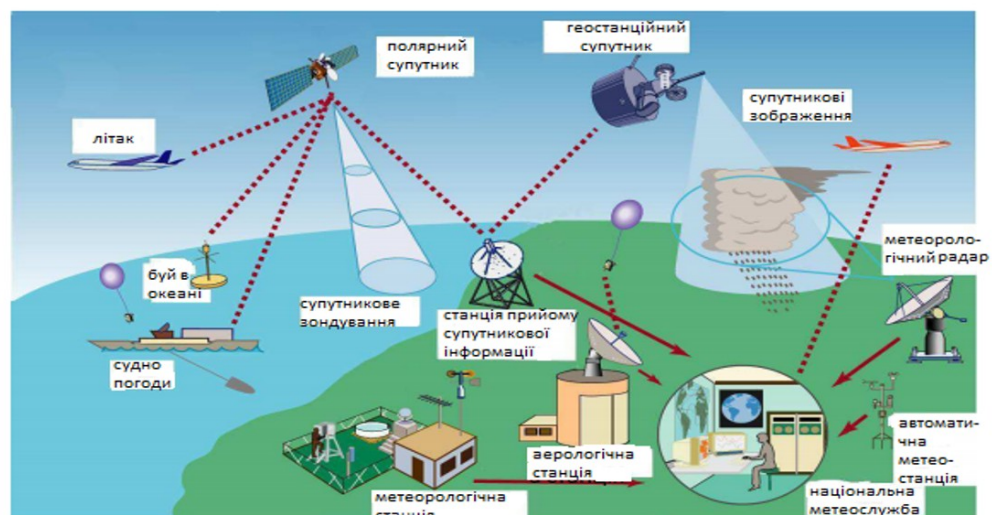 полярний
супутник
геостанційний
супутник
супутникові
зображення
літак
метеороло-
гічний радар
буй в
океані
супутникове
зондування
станція прийому
супутникової
інформації
судно
погоди
автомати-
чна
метео-
станція
аерологічна
станція
метеорологічна
станція
національна
метеослужба